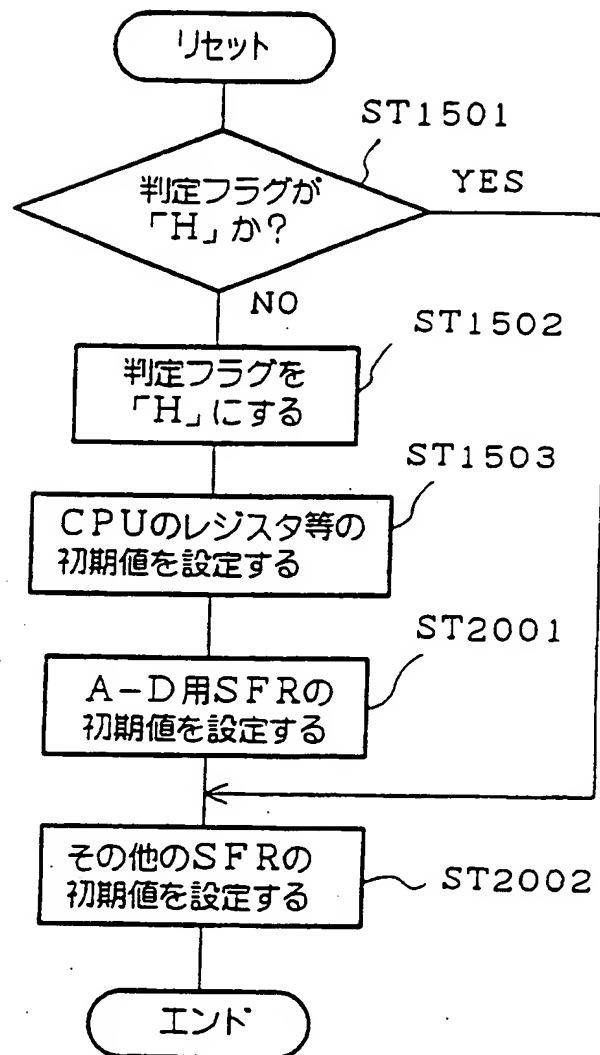 リセット
ST1501
判定フラグが
「H」か?
YES
NO
ST1502
判定フラグを
「H」にする
ST1503
CPUのレジスタ等の
初期値を設定する
ST2001
A-D用SFRの
初期値を設定する
その他のSFRの
初期値を設定する
ST2002
エンド